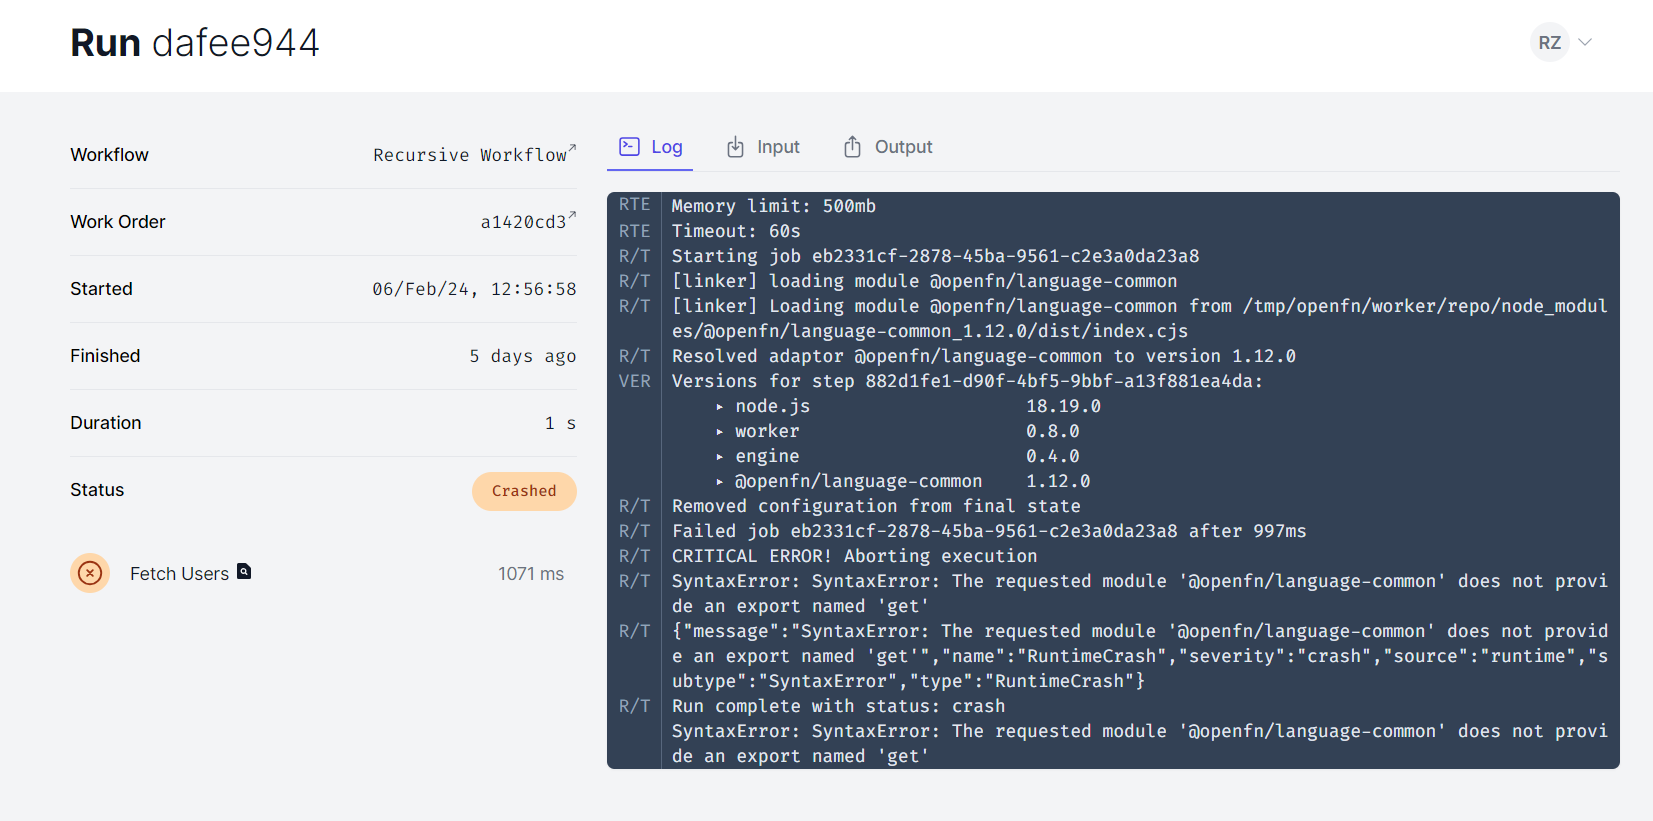 Run dafee944
RZ
Workflow Recursive Workflow↗
Work Order a1420cd3↗
Started 06/Feb/24, 12:56:58
Finished 5 days ago
Duration 1 s
Status Crashed
Fetch Users 1071 ms
Log Input Output
RTE Memory limit: 500mb
RTE Timeout: 60s
R/T Starting job eb2331cf-2878-45ba-9561-c2e3a0da23a8
R/T [linker] loading module @openfn/language-common
R/T [linker] Loading module @openfn/language-common from /tmp/openfn/worker/repo/node_modul
es/@openfn/language-common_1.12.0/dist/index.cjs
R/T Resolved adaptor @openfn/language-common to version 1.12.0
VER Versions for step 882d1fe1-d90f-4bf5-9bbf-a13f881ea4da:
▸ node.js 18.19.0
▸ worker 0.8.0
▸ engine 0.4.0
▸ @openfn/language-common 1.12.0
R/T Removed configuration from final state
R/T Failed job eb2331cf-2878-45ba-9561-c2e3a0da23a8 after 997ms
R/T CRITICAL ERROR! Aborting execution
R/T SyntaxError: SyntaxError: The requested module '@openfn/language-common' does not provi
de an export named 'get'
R/T {"message":"SyntaxError: The requested module '@openfn/language-common' does not provid
e an export named 'get'","name":"RuntimeCrash","severity":"crash","source":"runtime","s
ubtype":"SyntaxError","type":"RuntimeCrash"}
R/T Run complete with status: crash
SyntaxError: SyntaxError: The requested module '@openfn/language-common' does not provi
de an export named 'get'